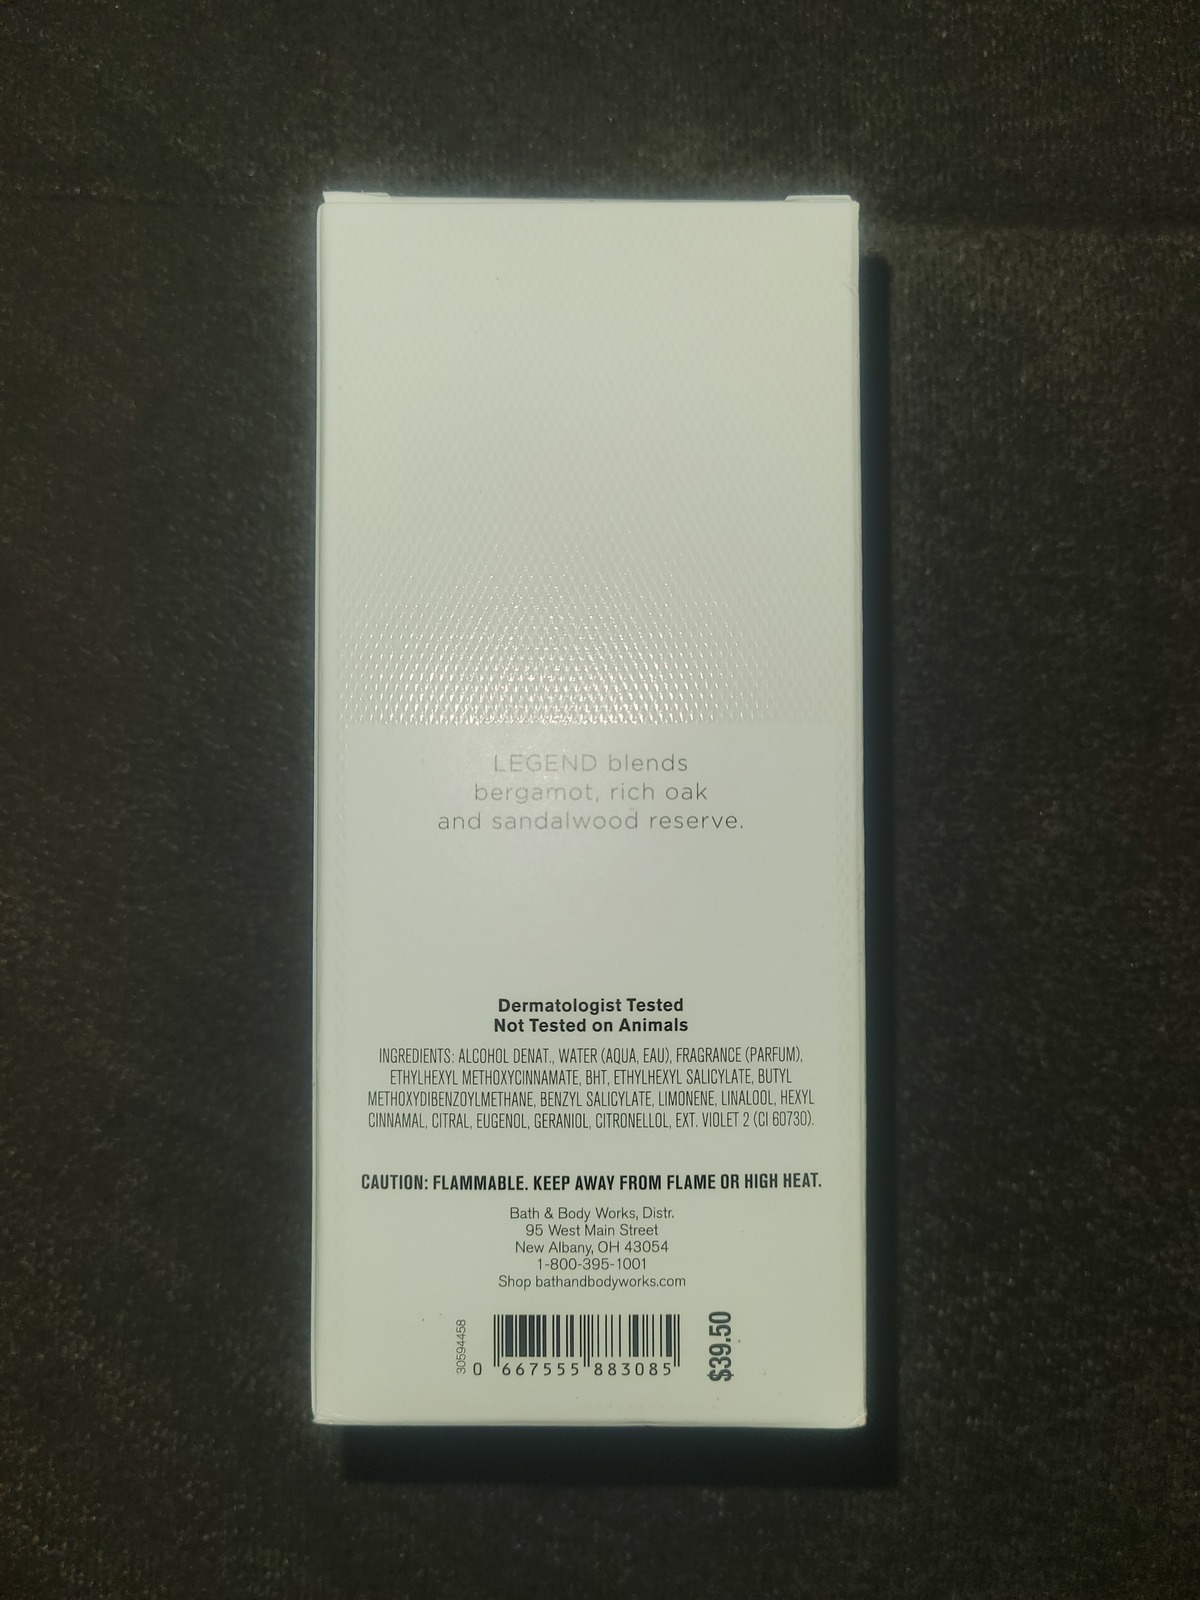 LEGEND blends
bergamot, rich oak
and sandalwood reserve.
Dermatologist Tested
Not Tested on Animals
INGREDIENTS: ALCOHOL DENAT., WATER (AQUA, EAU), FRAGRANCE (PARFUM),
ETHYLHEXYL METHOXYCINNAMATE, BHT, ETHYLHEXYL SALICYLATE, BUTYL
METHOXYDIBENZOYLMETHANE, BENZYL SALICYLATE, LIMONENE, LINALOOL, HEXYL
CINNAMAL, CITRAL, EUGENOL, GERANIOL, CITRONELLOL, EXT. VIOLET 2 (CI 60730).
CAUTION: FLAMMABLE. KEEP AWAY FROM FLAME OR HIGH HEAT.
Bath & Body Works, Distr.
95 West Main Street
New Albany, OH 43054
1-800-395-1001
Shop bathandbodyworks.com
30594458
0 667555 883085
$39.50